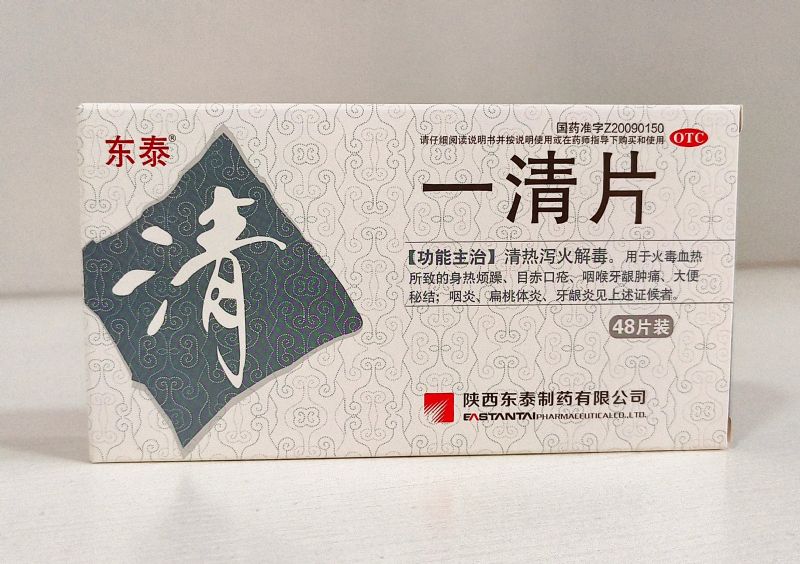 东泰®
清
国药准字Z20090150
请仔细阅读说明书并按说明使用或在药师指导下购买和使用
OTC
一清片
【功能主治】清热泻火解毒。用于火毒血热
所致的身热烦躁、目赤口疮、咽喉牙龈肿痛、大便
秘结；咽炎、扁桃体炎、牙龈炎见上述证候者。
48片装
陕西东泰制药有限公司
EASTANTAI PHARMACEUTICAL CO.,LTD.